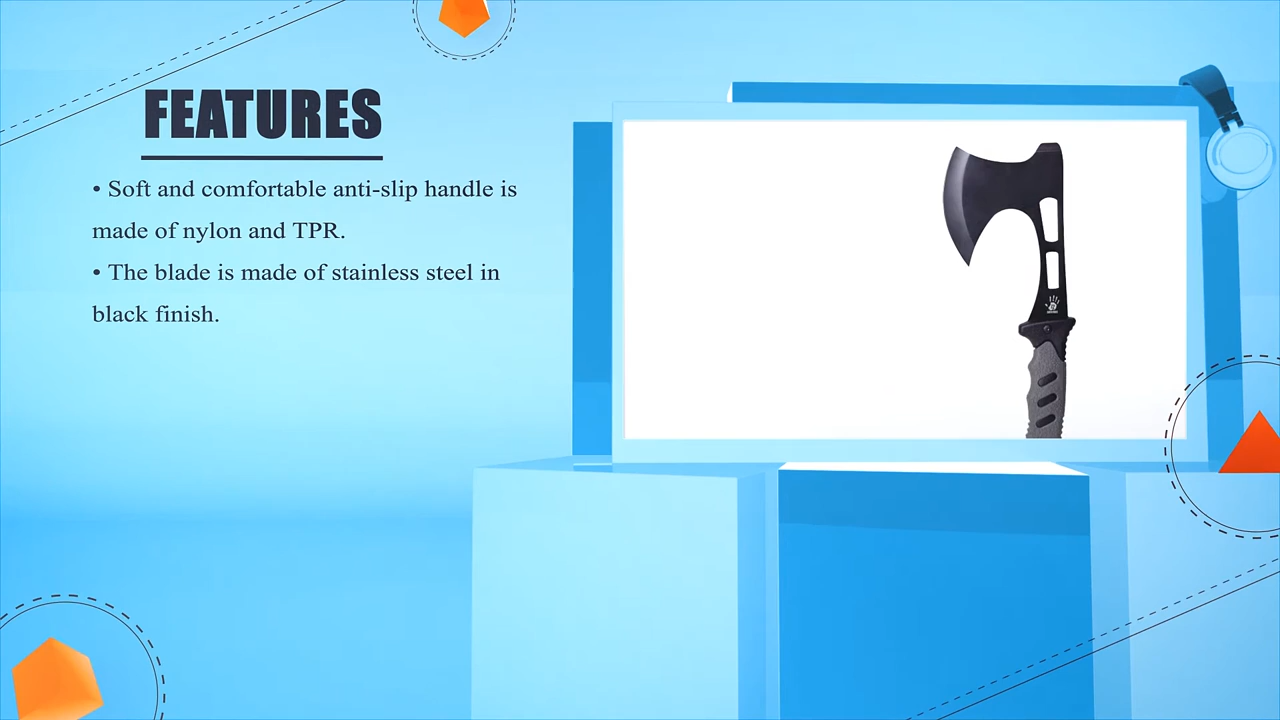 FEATURES
• Soft and comfortable anti-slip handle is
made of nylon and TPR.
• The blade is made of stainless steel in
black finish.